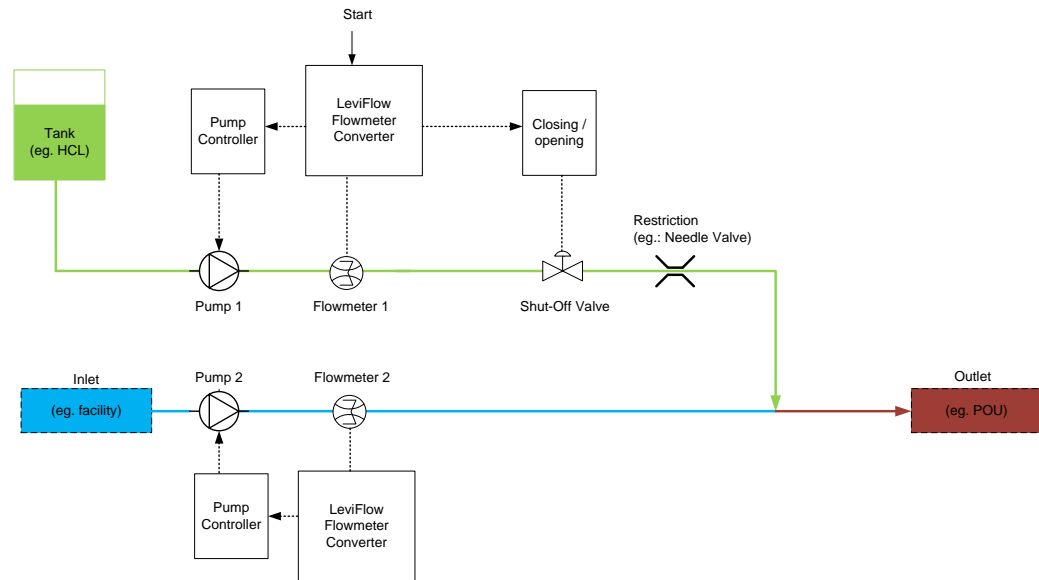 Start
Tank
(eg. HCL)
Pump
Controller
LeviFlow
Flowmeter
Converter
Closing /
opening
Restriction
(eg.: Needle Valve)
Pump 1
Flowmeter 1
Shut-Off Valve
Inlet
(eg. facility)
Pump 2
Flowmeter 2
Outlet
(eg. POU)
Pump
Controller
LeviFlow
Flowmeter
Converter